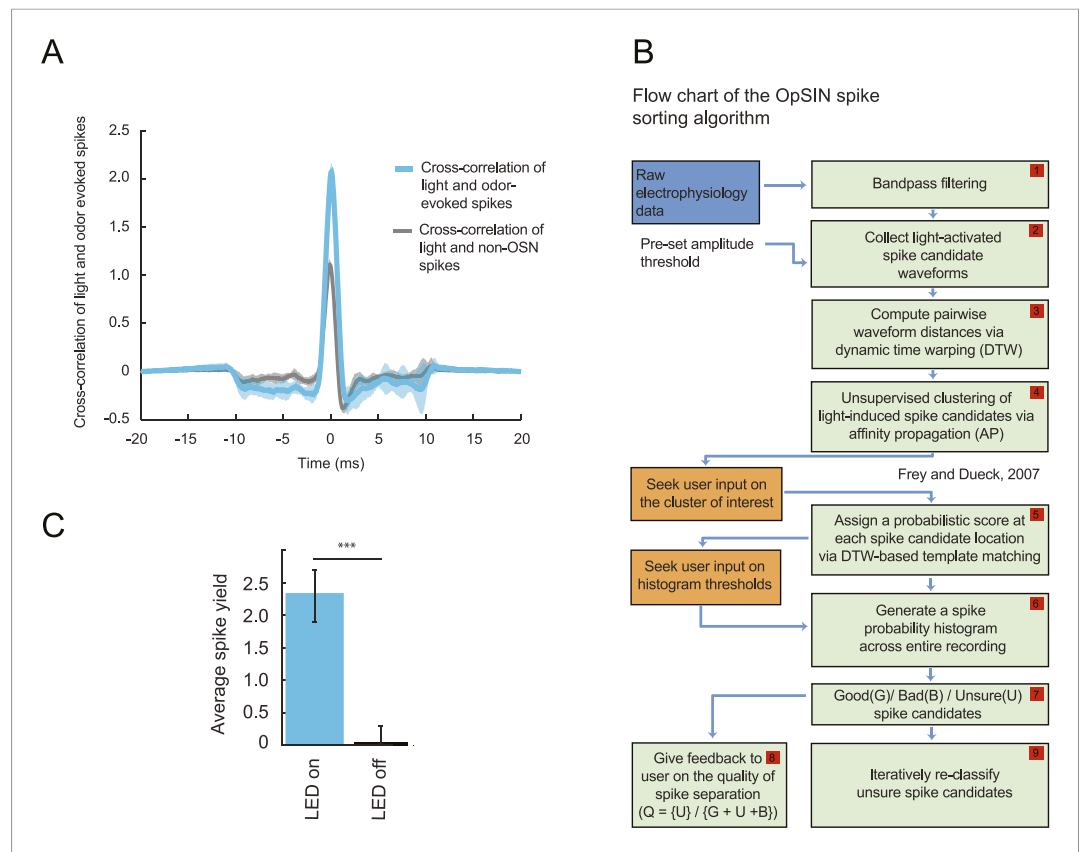 A
Cross-correlation of light and odor evoked spikes
2.5
2.0
1.5
1.0
0.5
0
-0.5
-20
-15
-10
-5
0
5
10
15
20
Time (ms)
Cross-correlation of
light and odor-
evoked spikes
Cross-correlation of
light and non-OSN
spikes
B
Flow chart of the OpSIN spike
sorting algorithm
Raw
electrophysiology
data
1
Bandpass filtering
Pre-set amplitude
threshold
2
Collect light-activated
spike candidate
waveforms
3
Compute pairwise
waveform distances via
dynamic time warping (DTW)
4
Unsupervised clustering of
light-induced spike candidates via
affinity propagation (AP)
Frey and Dueck, 2007
Seek user input on
the cluster of interest
5
Assign a probabilistic score at
each spike candidate location
via DTW-based template matching
Seek user input on
histogram thresholds
6
Generate a spike
probability histogram
across entire recording
7
Good(G)/ Bad(B) / Unsure(U)
spike candidates
8
Give feedback to
user on the quality of
spike separation
(Q = {U} / {G + U +B})
9
Iteratively re-classify
unsure spike candidates
C
Average spike yield
2.5
2.0
1.5
1.0
0.5
0
***
LED on
LED off